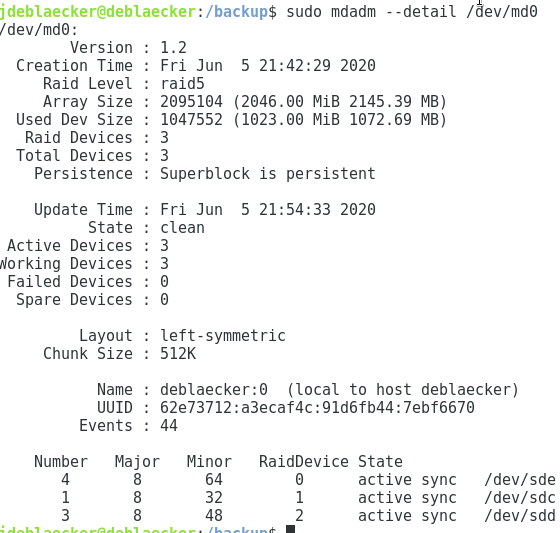 jdeblaecker@deblaecker:/backup$ sudo mdadm --detail /dev/md0
/dev/md0:
Version : 1.2
Creation Time : Fri Jun  5 21:42:29 2020
Raid Level : raid5
Array Size : 2095104 (2046.00 MiB 2145.39 MB)
Used Dev Size : 1047552 (1023.00 MiB 1072.69 MB)
Raid Devices : 3
Total Devices : 3
Persistence : Superblock is persistent
Update Time : Fri Jun  5 21:54:33 2020
State : clean
Active Devices : 3
Working Devices : 3
Failed Devices : 0
Spare Devices : 0
Layout : left-symmetric
Chunk Size : 512K
Name : deblaecker:0  (local to host deblaecker)
UUID : 62e73712:a3ecaf4c:91d6fb44:7ebf6670
Events : 44
Number   Major   Minor   RaidDevice State
4       8       64        0      active sync   /dev/sde
1       8       32        1      active sync   /dev/sdc
3       8       48        2      active sync   /dev/sdd
jdeblaecker@deblaecker:/backup$